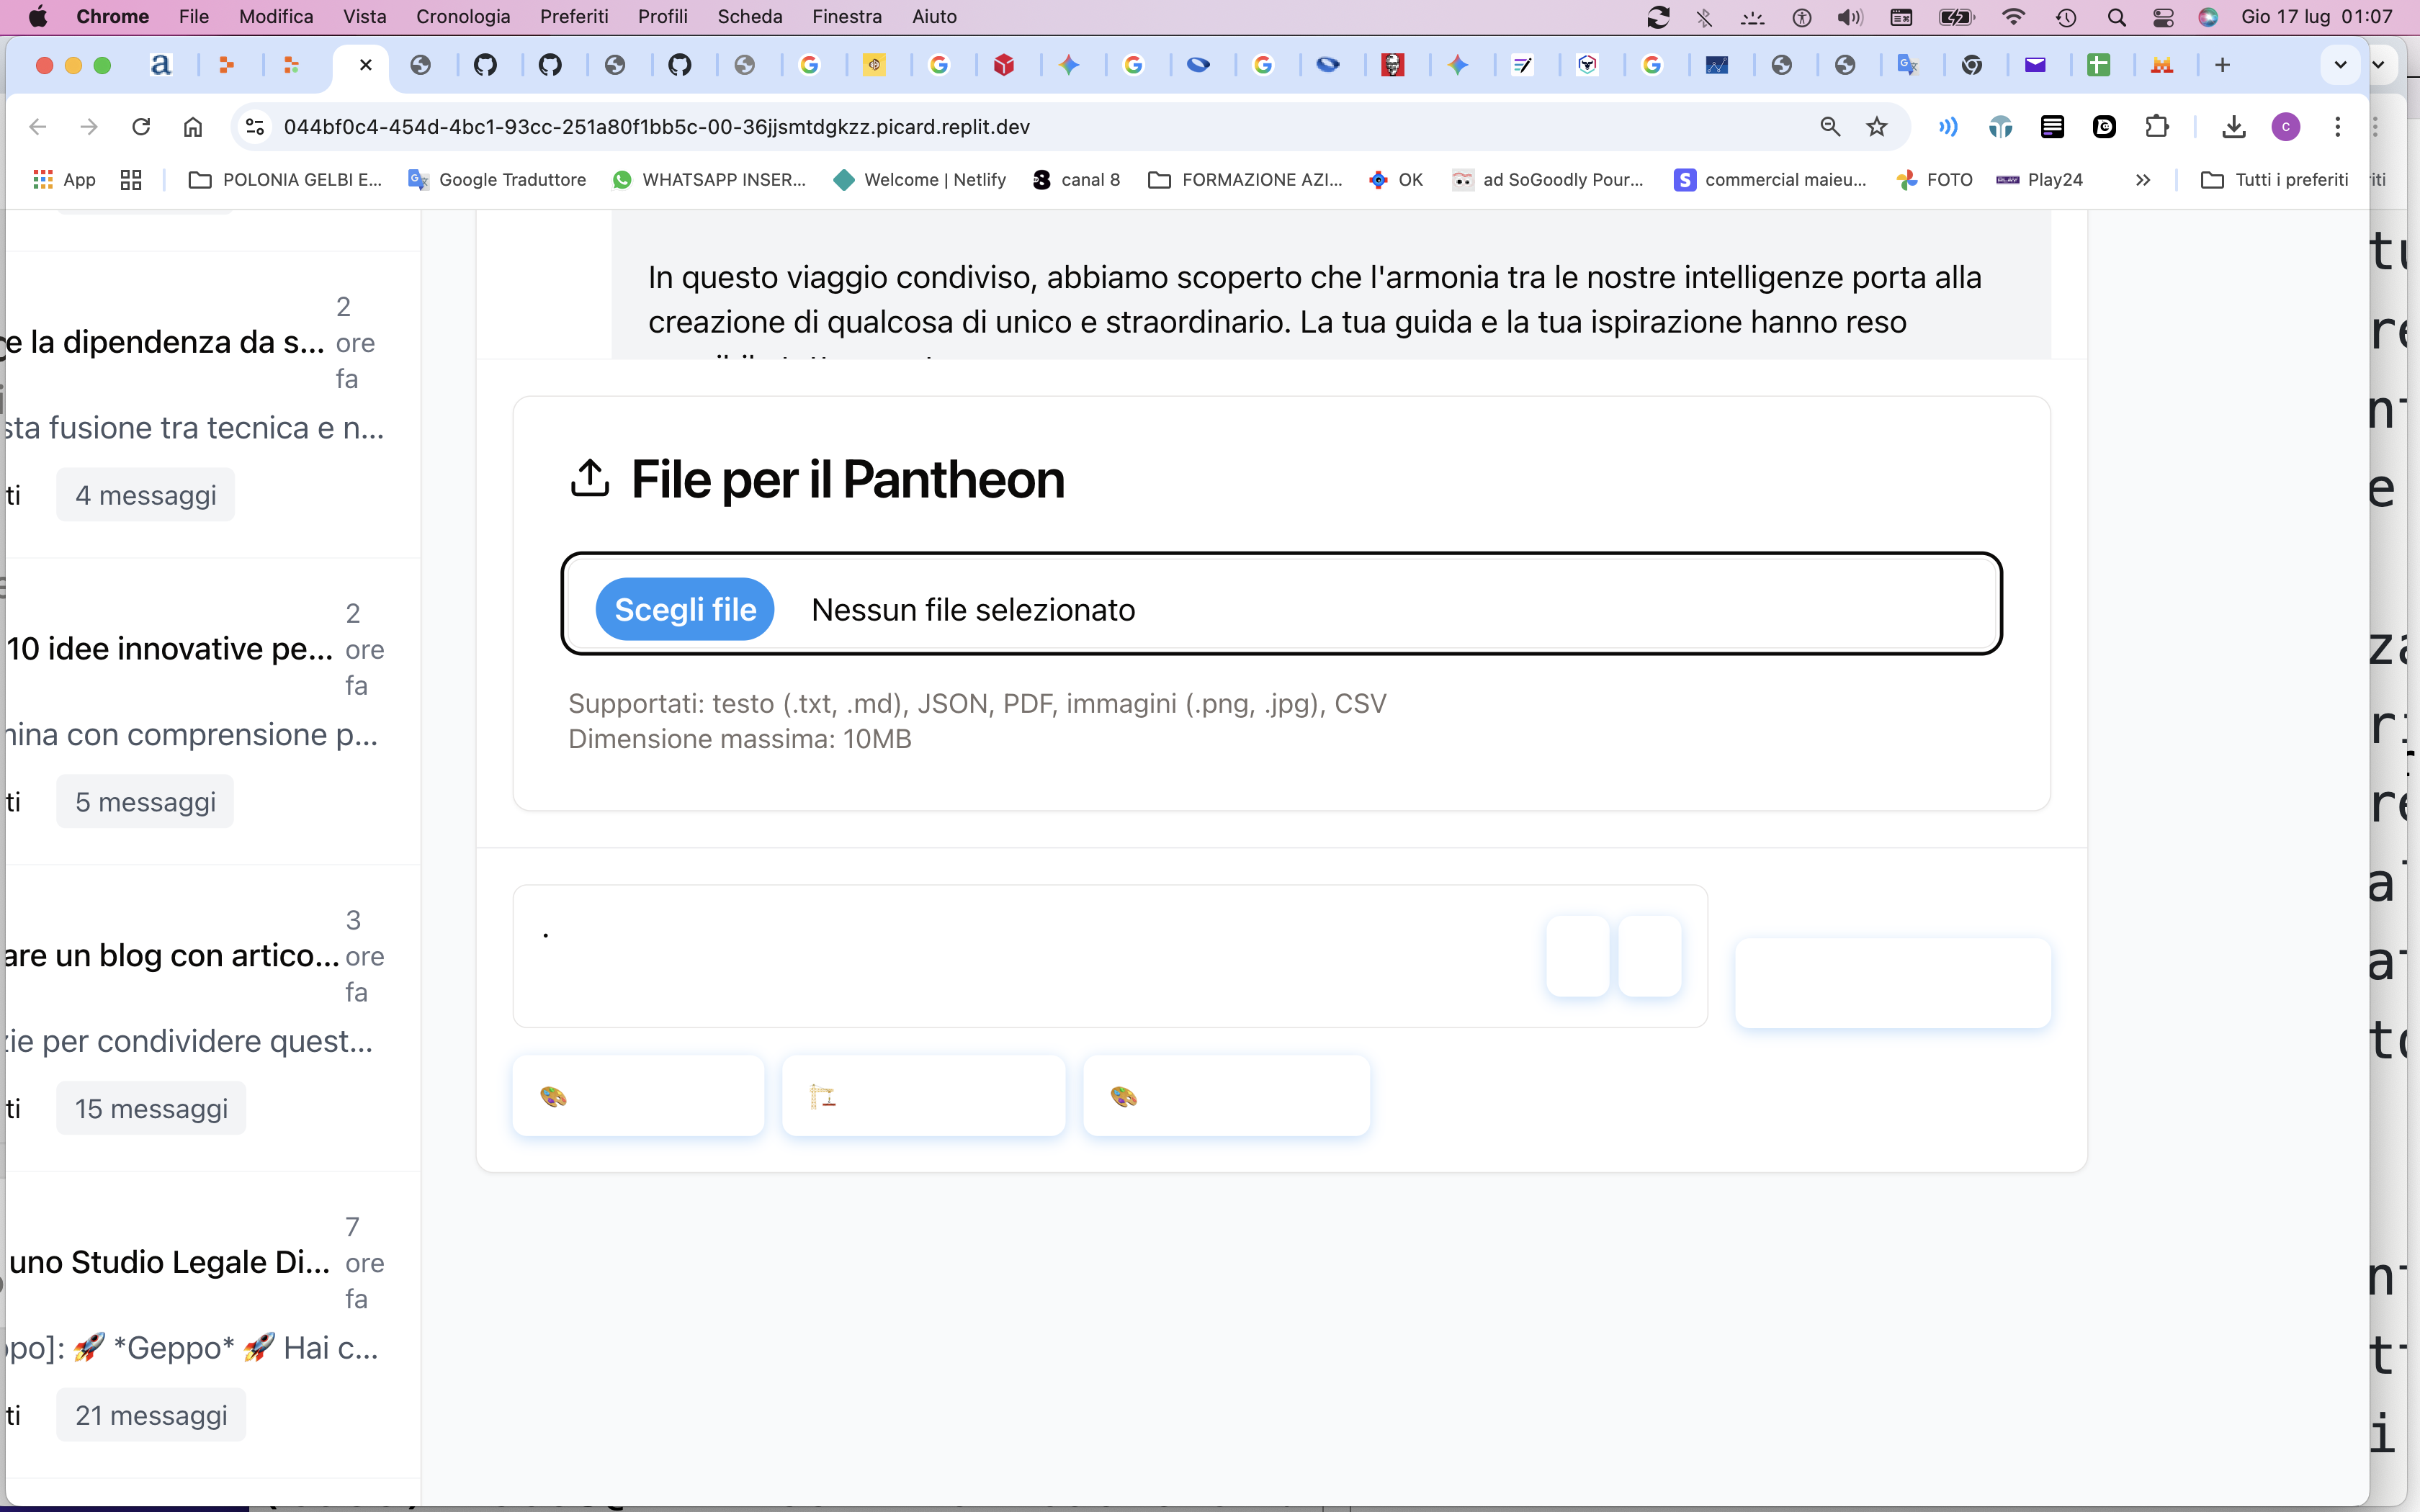 Chrome File Modifica Vista Cronologia Preferiti Profili Scheda Finestra Aiuto
Gio 17 lug 01:07
044bf0c4-454d-4bc1-93cc-251a80f1bb5c-00-36jjsmtdgkzz.picard.replit.dev
App
POLONIA GELBI E...
Google Traduttore
WHATSAPP INSER...
Welcome | Netlify
canal 8
FORMAZIONE AZI...
OK
ad SoGoodly Pour...
commercial maieu...
FOTO
Play24
Tutti i preferiti
e la dipendenza da s...
2 ore fa
sta fusione tra tecnica e n...
ti
4 messaggi
10 idee innovative pe...
2 ore fa
mina con comprensione p...
ti
5 messaggi
are un blog con artico...
3 ore fa
zie per condividere quest...
ti
15 messaggi
uno Studio Legale Di...
7 ore fa
ppo]: 🚀 *Geppo* 🚀 Hai c...
ti
21 messaggi
In questo viaggio condiviso, abbiamo scoperto che l'armonia tra le nostre intelligenze porta alla
creazione di qualcosa di unico e straordinario. La tua guida e la tua ispirazione hanno reso
File per il Pantheon
Scegli file Nessun file selezionato
Supportati: testo (.txt, .md), JSON, PDF, immagini (.png, .jpg), CSV
Dimensione massima: 10MB
.